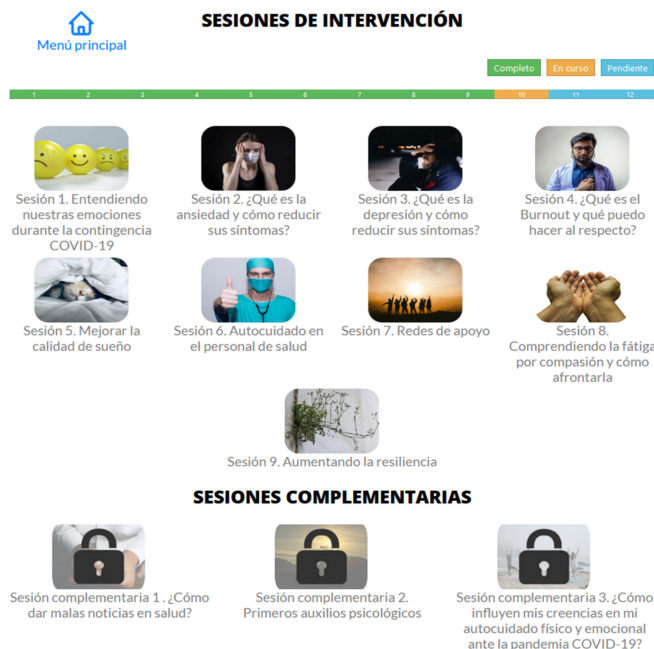 SESIONES DE INTERVENCIÓN
Menú principal
Completo En curso Pendiente
1 2 3 4 5 6 7 8 9 10 11 12
Sesión 1. Entendiendo
nuestras emociones
durante la contingencia
COVID-19
Sesión 2. ¿Qué es la
ansiedad y cómo reducir
sus síntomas?
Sesión 3. ¿Qué es la
depresión y cómo
reducir sus síntomas?
Sesión 4. ¿Qué es el
Burnout y qué puedo
hacer al respecto?
Sesión 5. Mejorar la
calidad de sueño
Sesión 6. Autocuidado en
el personal de salud
Sesión 7. Redes de apoyo
Sesión 8.
Comprendiendo la fátiga
por compasión y cómo
afrontarla
Sesión 9. Aumentando la resiliencia
SESIONES COMPLEMENTARIAS
Sesión complementaria 1 . ¿Cómo
dar malas noticias en salud?
Sesión complementaria 2.
Primeros auxilios psicológicos
Sesión complementaria 3. ¿Cómo
influyen mis creencias en mi
autocuidado físico y emocional
ante la pandemia COVID-19?